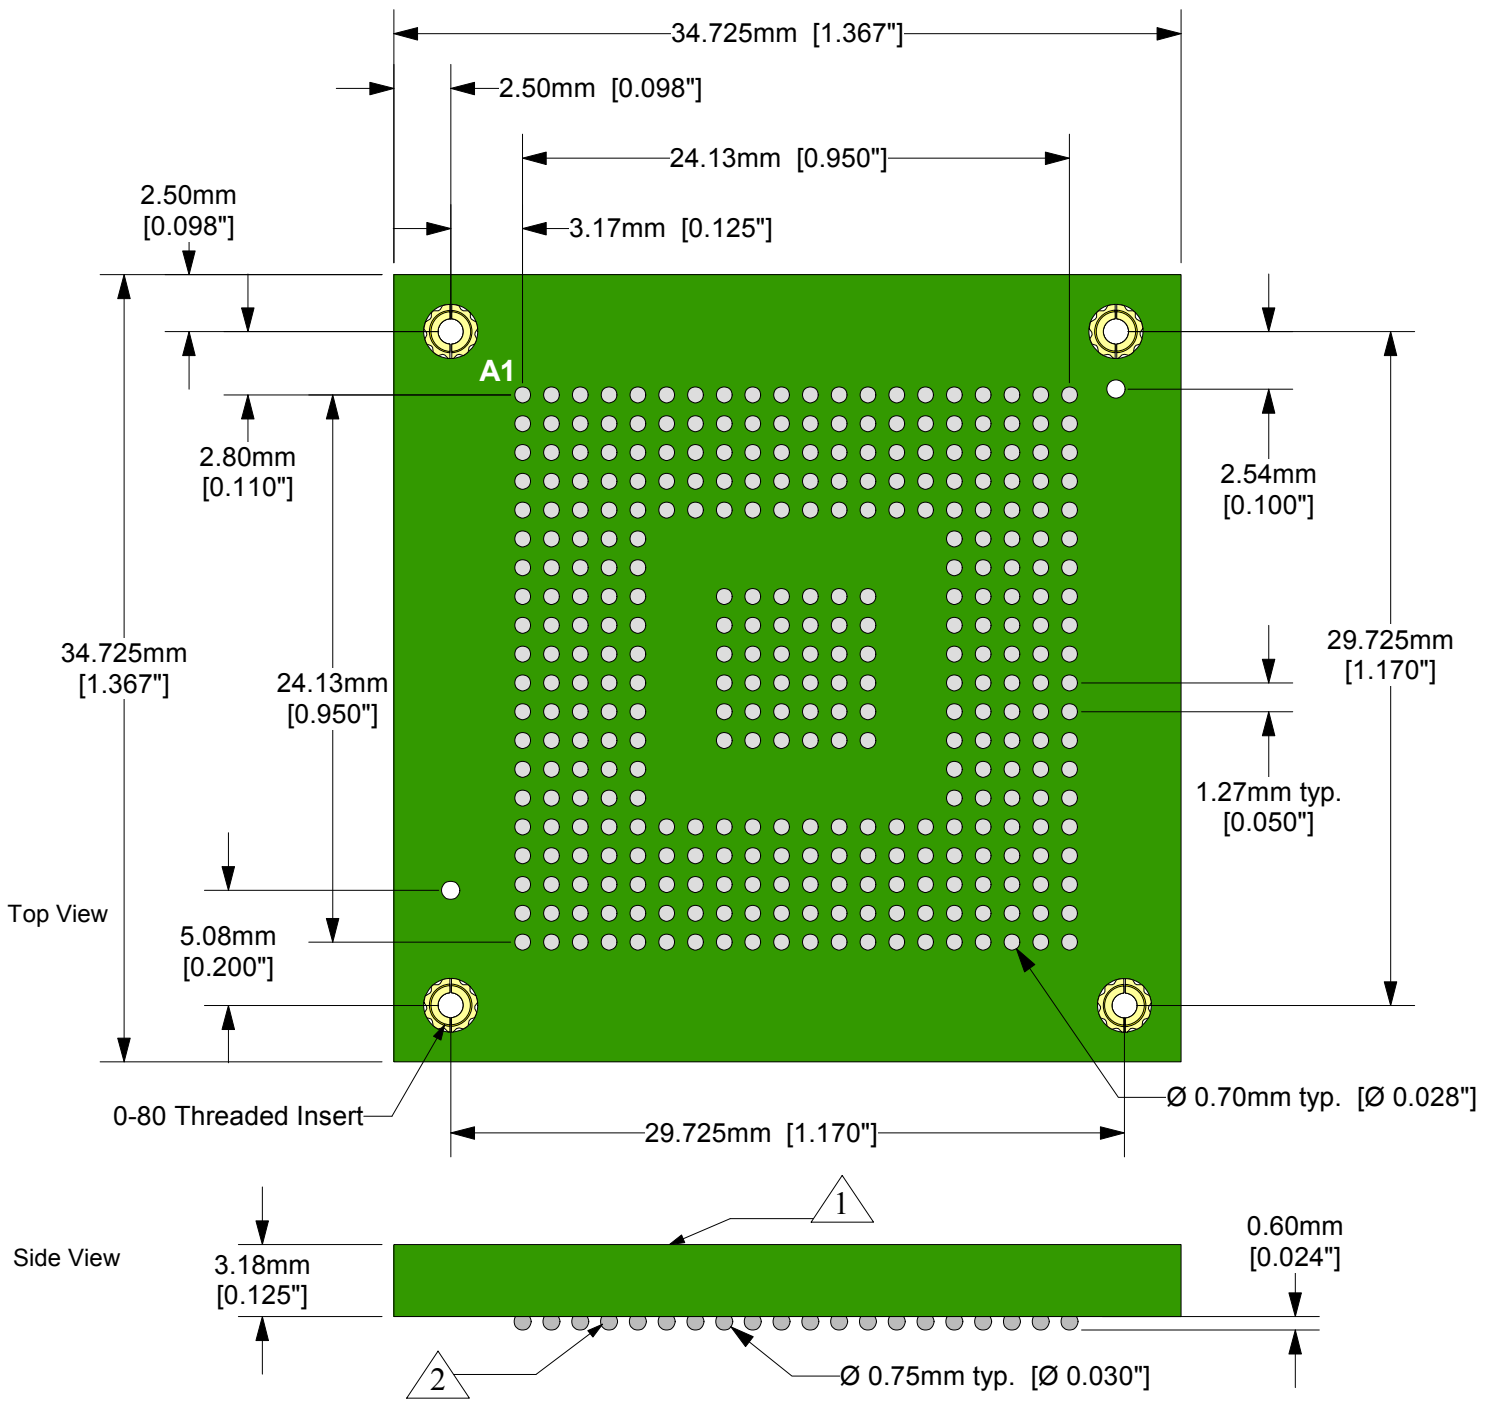 34.725mm [1.367"]
2.50mm [0.098"]
24.13mm [0.950"]
2.50mm
[0.098"]
3.17mm [0.125"]
A1
2.80mm
[0.110"]
2.54mm
[0.100"]
34.725mm
[1.367"]
24.13mm
[0.950"]
29.725mm
[1.170"]
1.27mm typ.
[0.050"]
Top View
5.08mm
[0.200"]
0-80 Threaded Insert
Ø 0.70mm typ. [Ø 0.028"]
29.725mm [1.170"]
1
Side View
3.18mm
[0.125"]
0.60mm
[0.024"]
2
Ø 0.75mm typ. [Ø 0.030"]